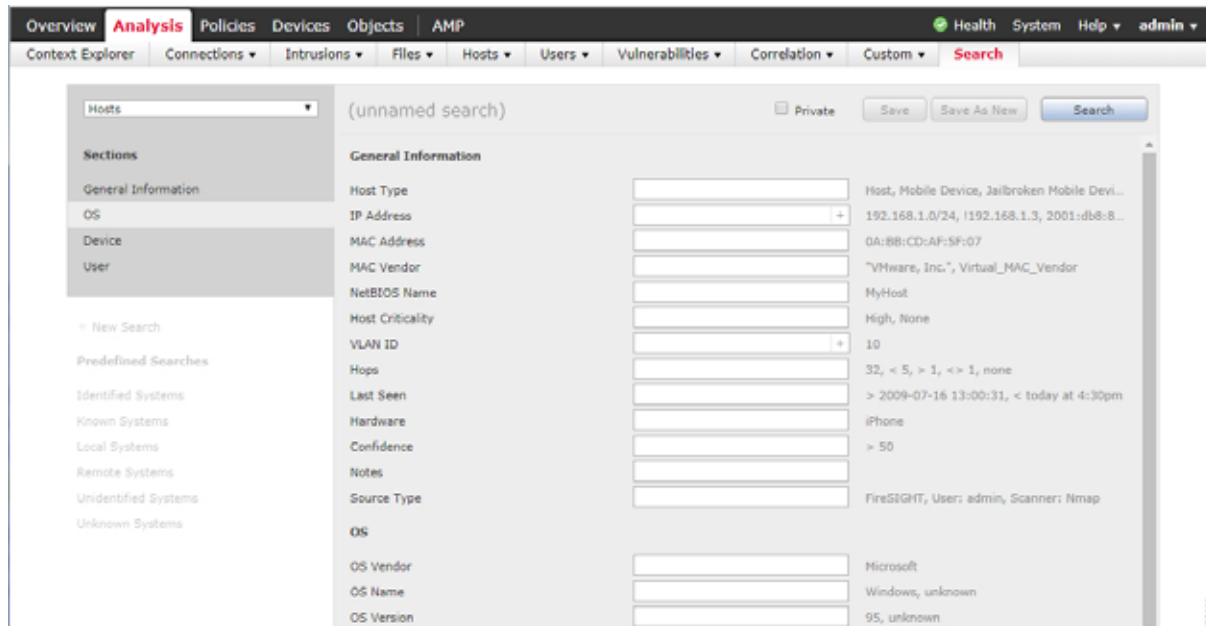 Overview Analysis Policies Devices Objects AMP Health System Help admin
Context Explorer Connections Intrusions Files Hosts Users Vulnerabilities Correlation Custom Search
Hosts
(unnamed search) Private Save Save As New Search
Sections
General Information
OS
Device
User
+ New Search
Predefined Searches
Identified Systems
Known Systems
Local Systems
Remote Systems
Unidentified Systems
Unknown Systems
General Information
Host Type Host, Mobile Device, Jailbroken Mobile Devi...
IP Address + 192.168.1.0/24, !192.168.1.3, 2001:db8:8...
MAC Address 0A:BB:CD:AF:SF:07
MAC Vendor "VMware, Inc.", Virtual_MAC_Vendor
NetBIOS Name MyHost
Host Criticality High, None
VLAN ID + 10
Hops 32, < 5, > 1, <> 1, none
Last Seen > 2009-07-16 13:00:31, < today at 4:30pm
Hardware iPhone
Confidence > 50
Notes
Source Type FireSIGHT, User: admin, Scanner: Nmap
OS
OS Vendor Microsoft
OS Name Windows, unknown
OS Version 95, unknown